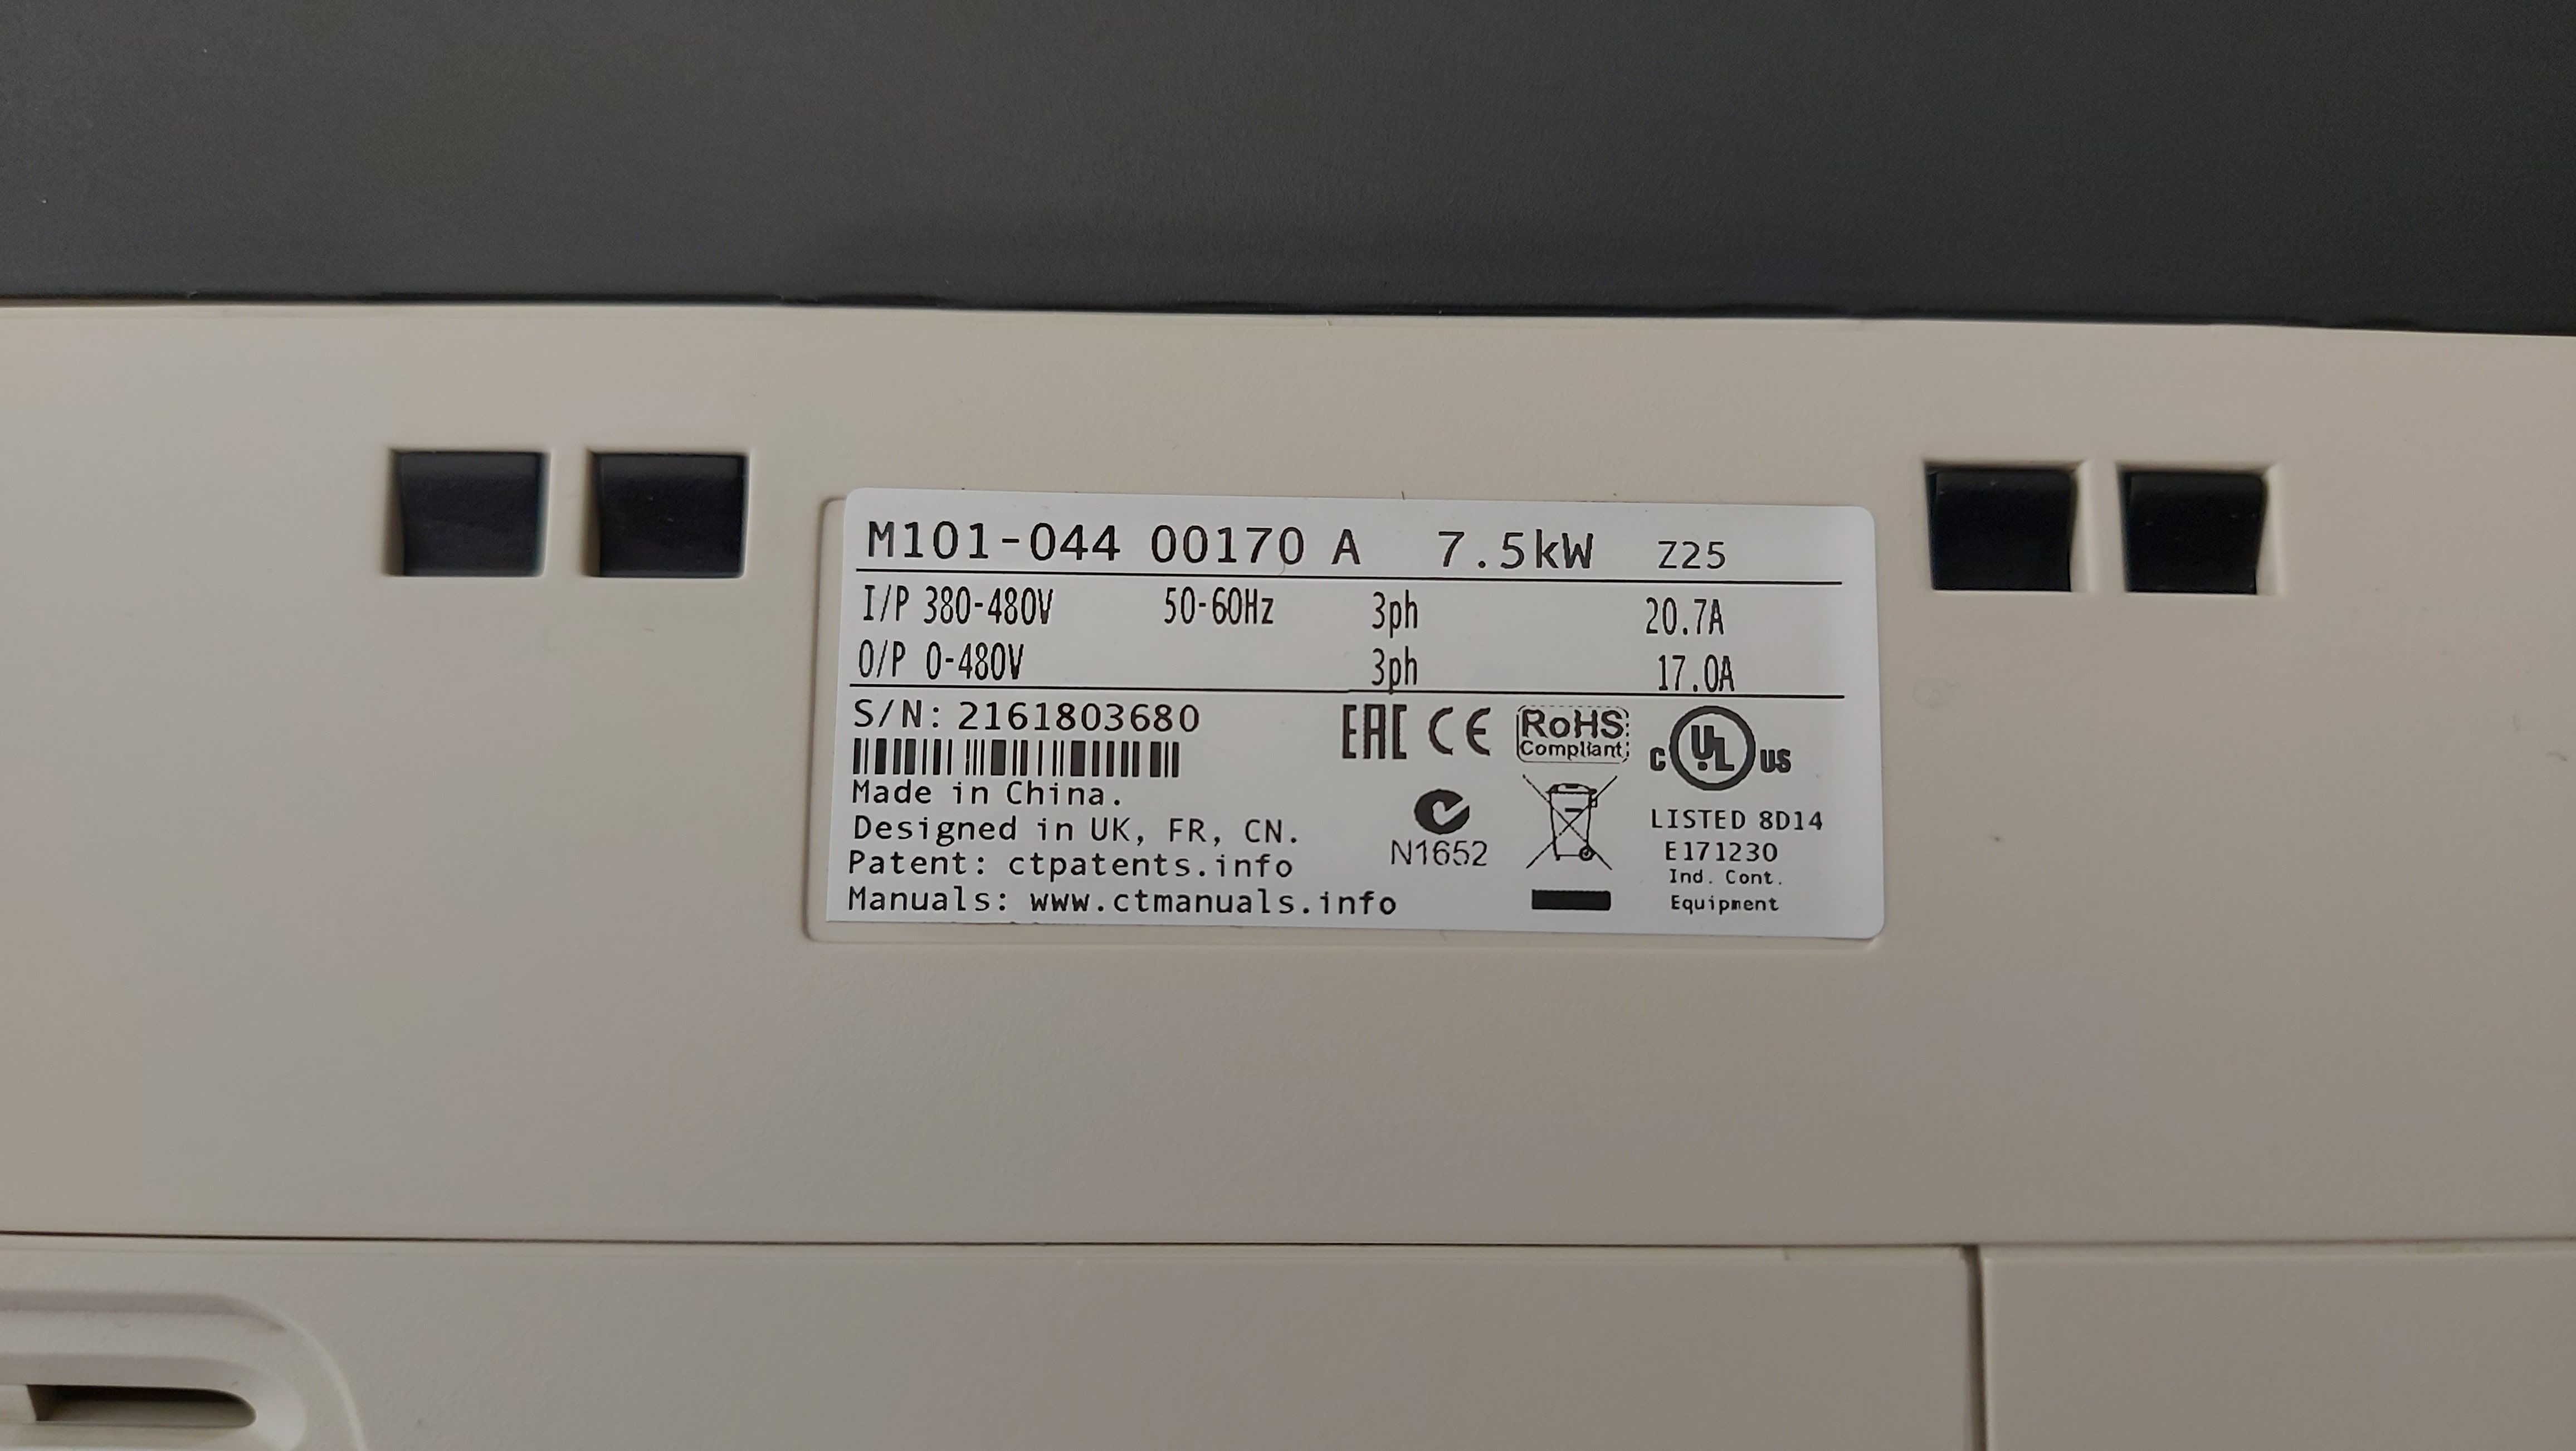 M101-044 00170 A 7.5kW Z25
I/P 380-480V 50-60Hz 3ph 20.7A
O/P 0-480V 3ph 17.0A
S/N: 2161803680
Made in China.
Designed in UK, FR, CN.
Patent: ctpatents.info
Manuals: www.ctmanuals.info
EAC CE
RoHS
Compliant
N1652
c UL us
LISTED 8D14
E171230
Ind. Cont.
Equipment